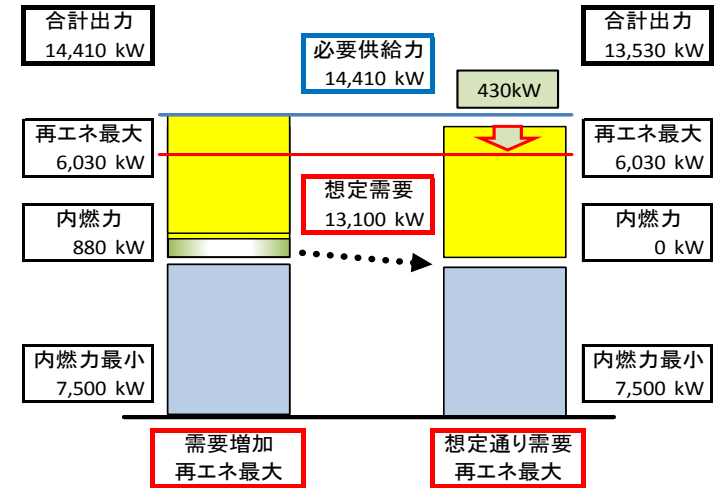 合計出力
14,410 kW
必要供給力
14,410 kW
合計出力
13,530 kW
430kW
再エネ最大
6,030 kW
再エネ最大
6,030 kW
想定需要
13,100 kW
内燃力
880 kW
内燃力
0 kW
内燃力最小
7,500 kW
内燃力最小
7,500 kW
需要増加
再エネ最大
想定通り需要
再エネ最大